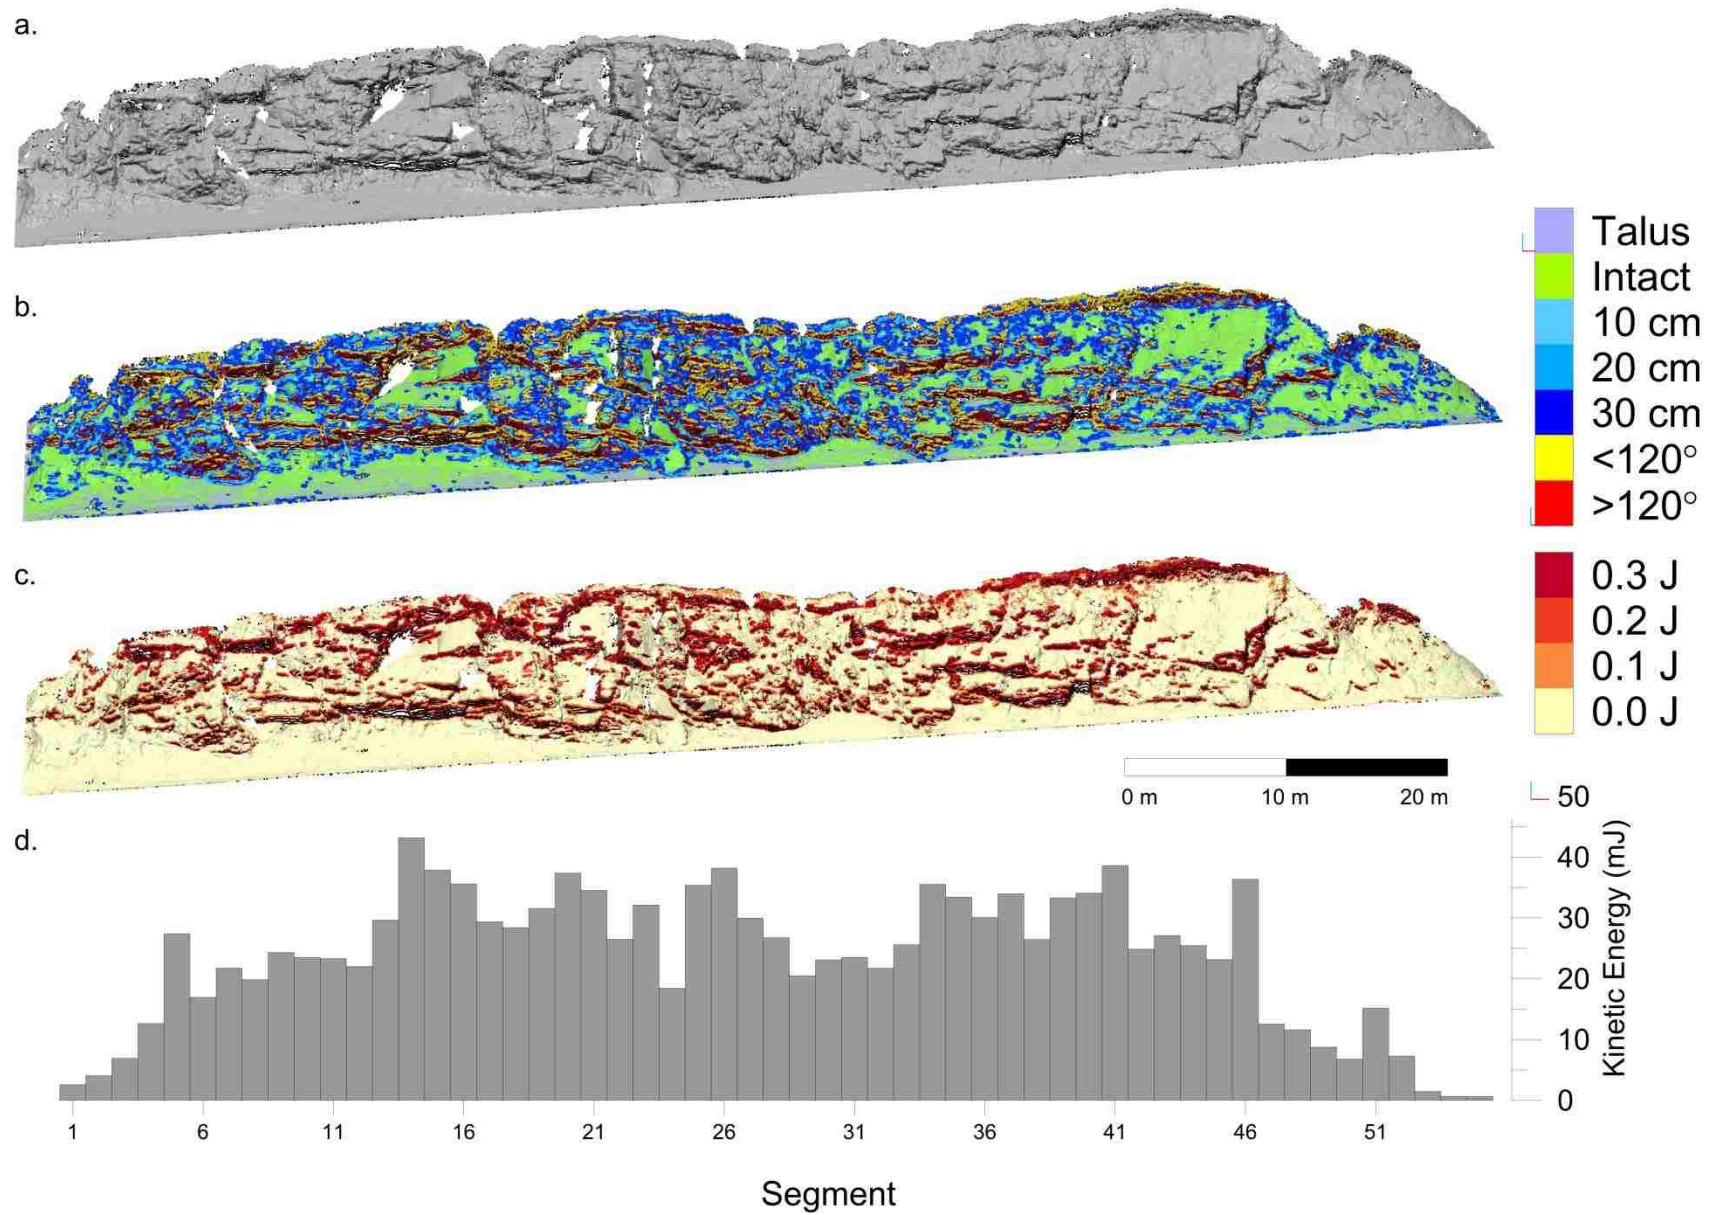 a.
b.
Talus
Intact
10 cm
20 cm
30 cm
<120°
>120°
c.
0.3 J
0.2 J
0.1 J
0.0 J
0 m 10 m 20 m
d.
50
40
30
20
10
0
Kinetic Energy (mJ)
1 6 11 16 21 26 31 36 41 46 51
Segment